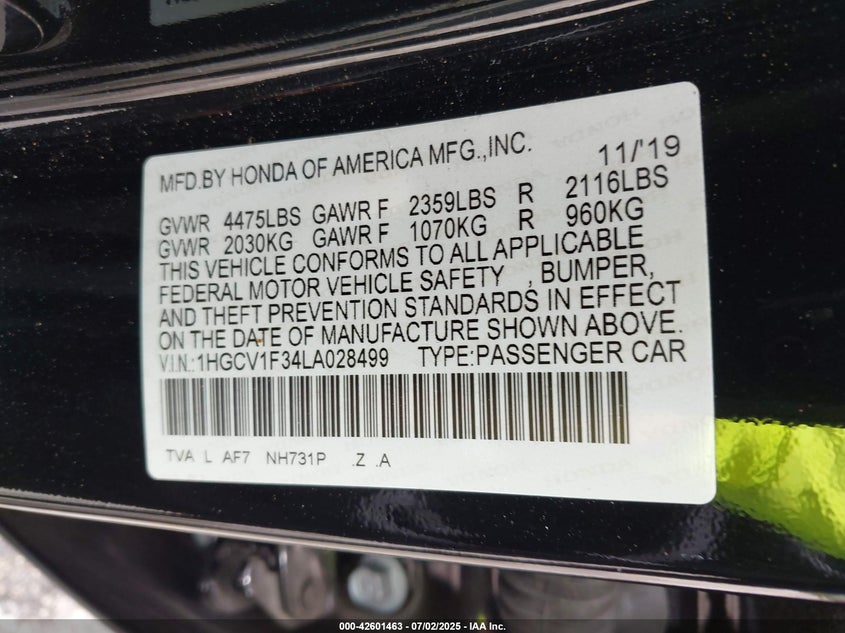 MFD.BY HONDA OF AMERICA MFG.,INC. 11/'19
GVWR 4475LBS GAWR F 2359LBS R 2116LBS
GVWR 2030KG GAWR F 1070KG R 960KG
THIS VEHICLE CONFORMS TO ALL APPLICABLE
FEDERAL MOTOR VEHICLE SAFETY , BUMPER,
AND THEFT PREVENTION STANDARDS IN EFFECT
ON THE DATE OF MANUFACTURE SHOWN ABOVE.
V.I.N.:1HGCV1F34LA028499 TYPE:PASSENGER CAR
TVA L AF7 NH731P .Z .A
000-42601463 - 07/02/2025 - IAA Inc.